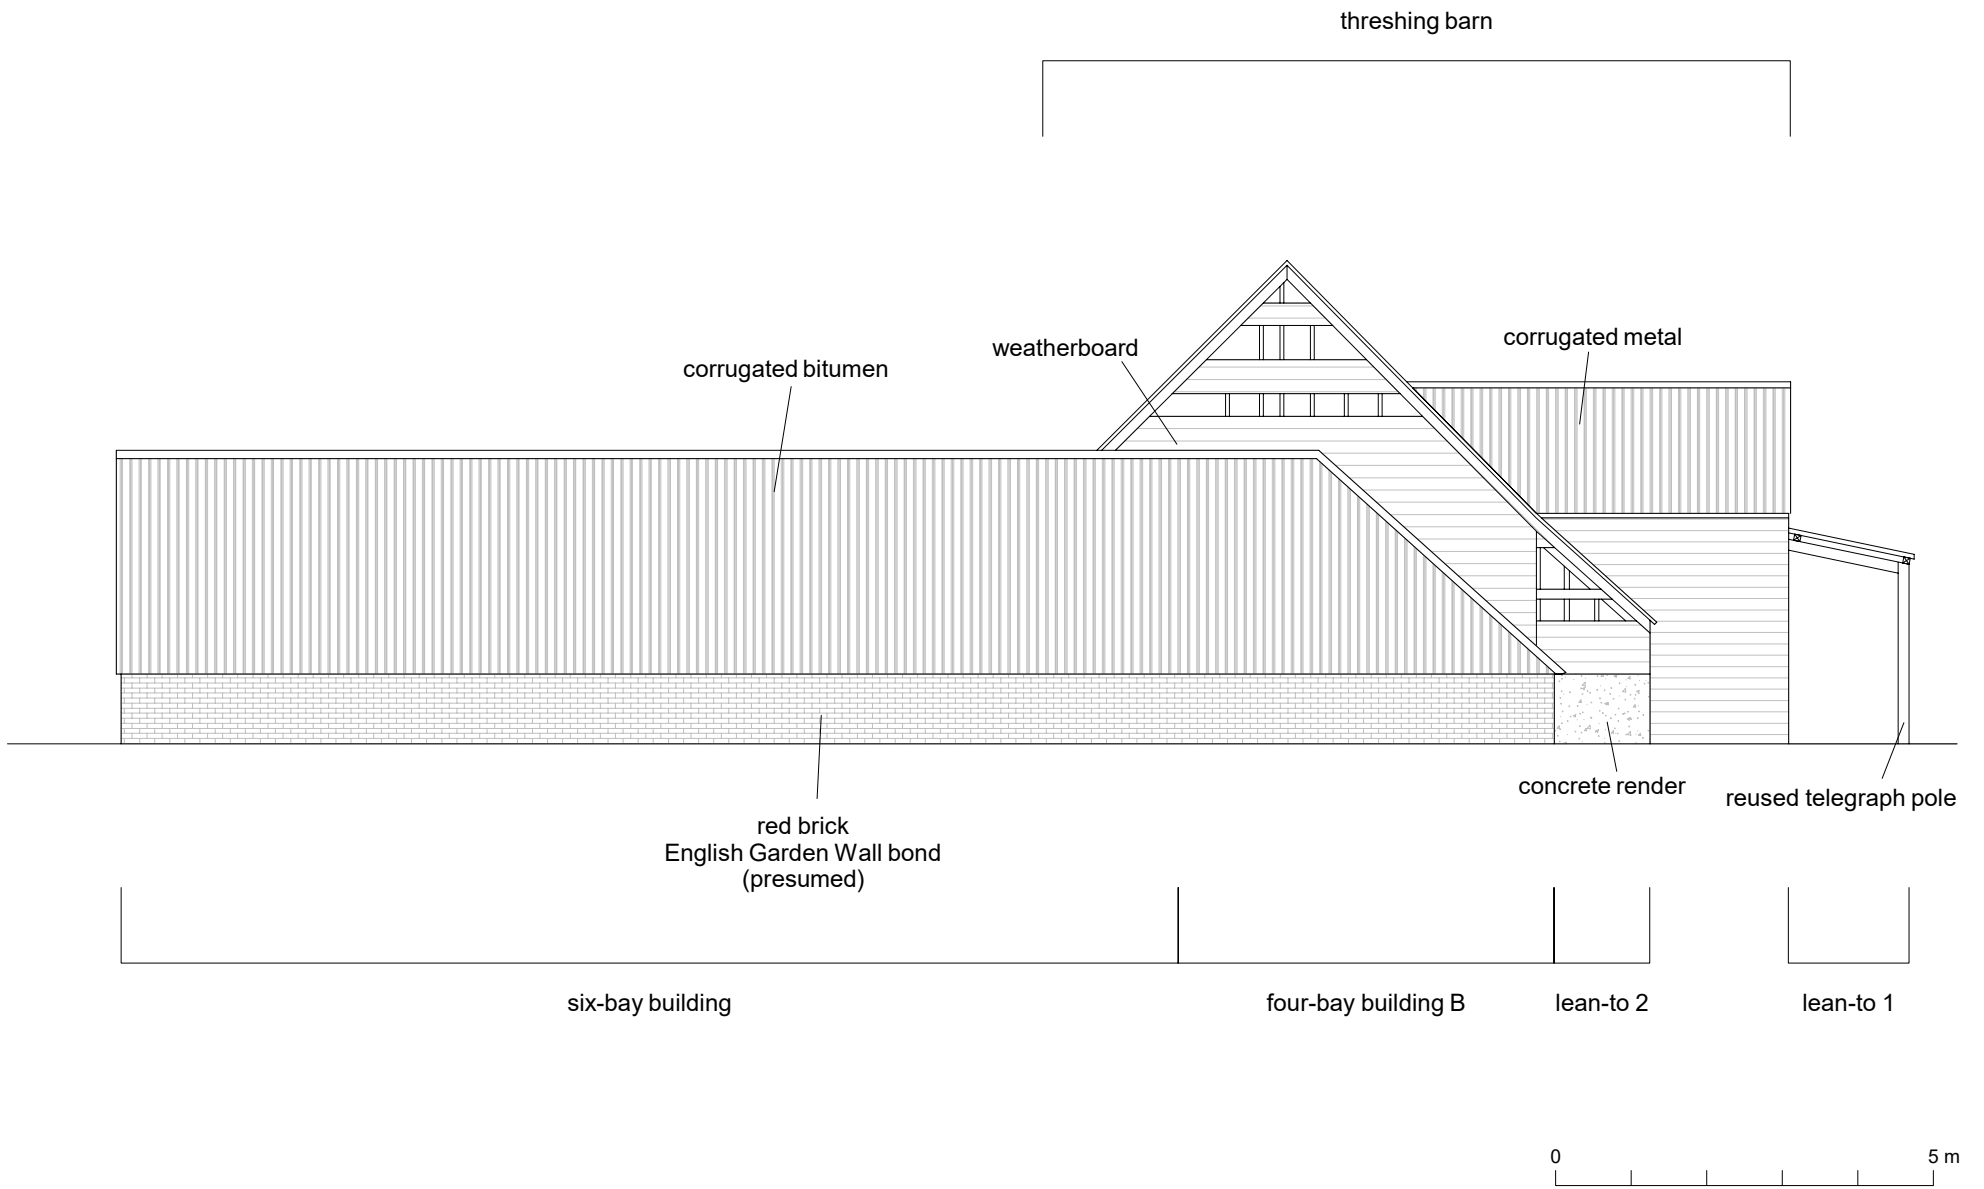 threshing barn
corrugated metal
weatherboard
corrugated bitumen
concrete render
reused telegraph pole
red brick
English Garden Wall bond
(presumed)
six-bay building
four-bay building B
lean-to 2
lean-to 1
0
5 m